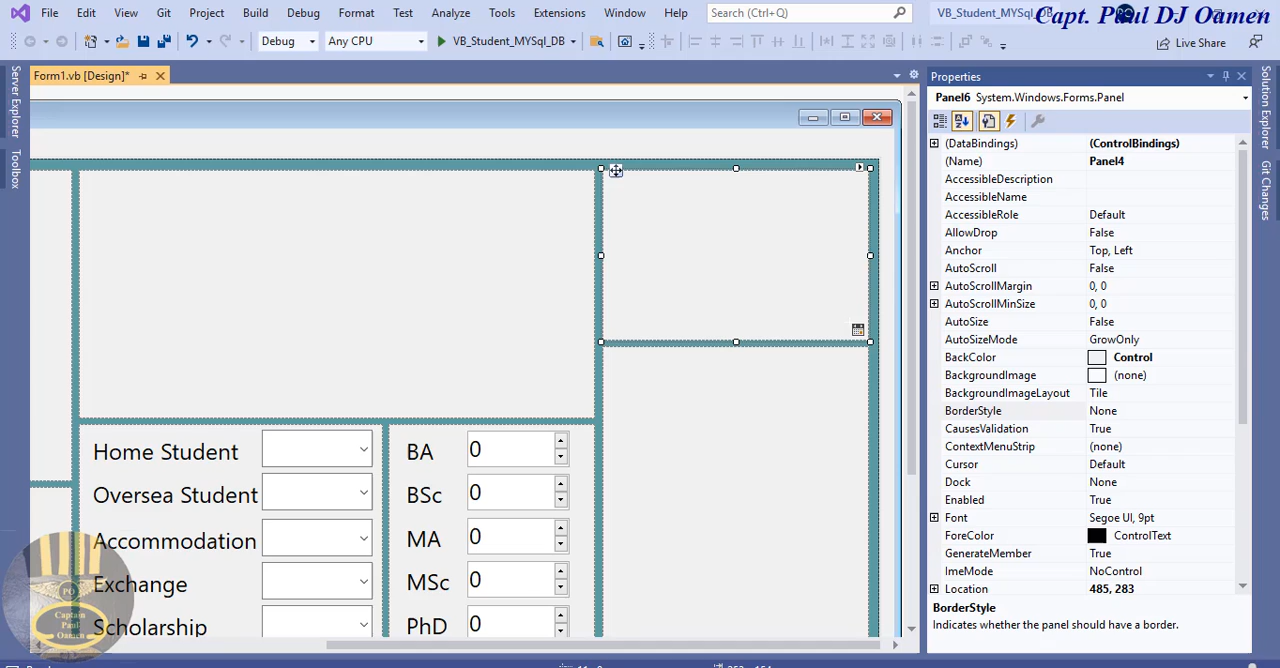 File Edit View Git Project Build Debug Format Test Analyze Tools Extensions Window Help Search (Ctrl+Q) VB_Student_MYSql_DB
Capt. Paul DJ Oamen
Debug Any CPU VB_Student_MYSql_DB Live Share
Form1.vb [Design]*
Server Explorer
Toolbox
Home Student
Oversea Student
Accommodation
Exchange
Scholarship
BA 0
BSc 0
MA 0
MSc 0
PhD 0
PO
Captain
Paul
Oamen
Properties
Panel6 System.Windows.Forms.Panel
(DataBindings) (ControlBindings)
(Name) Panel4
AccessibleDescription
AccessibleName
AccessibleRole Default
AllowDrop False
Anchor Top, Left
AutoScroll False
AutoScrollMargin 0, 0
AutoScrollMinSize 0, 0
AutoSize False
AutoSizeMode GrowOnly
BackColor Control
BackgroundImage (none)
BackgroundImageLayout Tile
BorderStyle None
CausesValidation True
ContextMenuStrip (none)
Cursor Default
Dock None
Enabled True
Font Segoe UI, 9pt
ForeColor ControlText
GenerateMember True
ImeMode NoControl
Location 485, 283
BorderStyle
Indicates whether the panel should have a border.
Solution Explorer
Git Changes